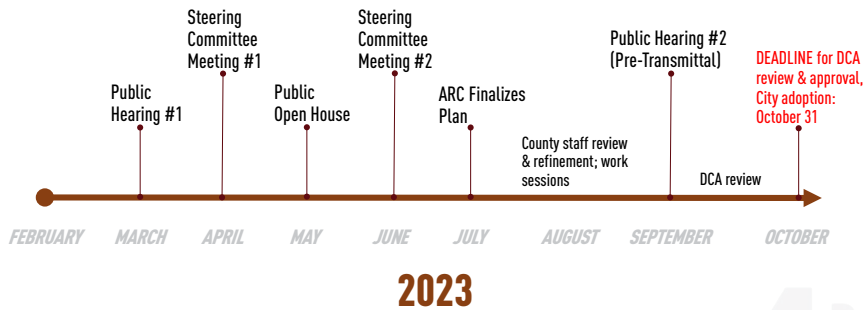 Steering
Committee
Meeting #1
Steering
Committee
Meeting #2
Public Hearing #2
(Pre-Transmittal)
DEADLINE for DCA
review & approval,
City adoption:
October 31
Public
Hearing #1
Public
Open House
ARC Finalizes
Plan
County staff review
& refinement; work
sessions
DCA review
FEBRUARY
MARCH
APRIL
MAY
JUNE
JULY
AUGUST
SEPTEMBER
OCTOBER
2023